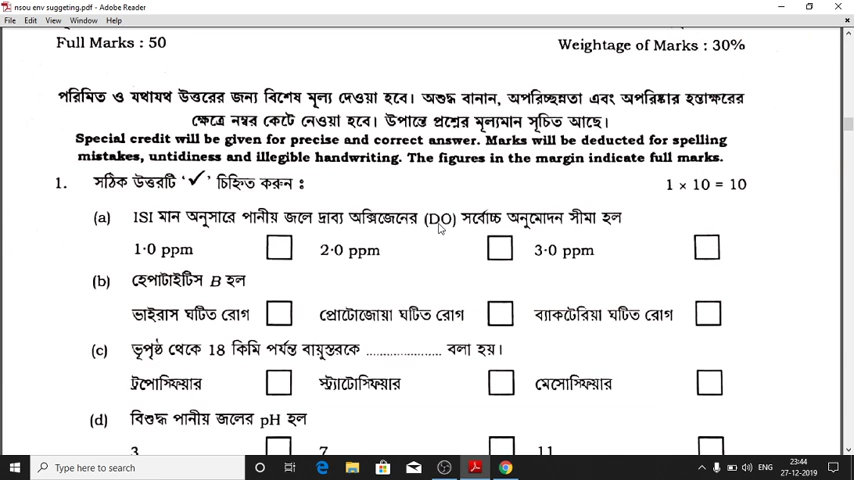 nsou env suggeting.pdf - Adobe Reader
File Edit View Window Help
Full Marks : 50
Weightage of Marks : 30%
পরিমিত ও যথাযথ উত্তরের জন্য বিশেষ মূল্য দেওয়া হবে। অশুদ্ধ বানান, অপরিচ্ছন্নতা এবং অপরিষ্কার হস্তাক্ষরের
ক্ষেত্রে নম্বর কেটে নেওয়া হবে। উপান্তে প্রশ্নের মূল্যমান সূচিত আছে।
Special credit will be given for precise and correct answer. Marks will be deducted for spelling
mistakes, untidiness and illegible handwriting. The figures in the margin indicate full marks.
1. সঠিক উত্তরটি '✓' চিহ্নিত করুন : 1 × 10 = 10
(a) ISI মান অনুসারে পানীয় জলে দ্রাব্য অক্সিজেনের (DO) সর্বোচ্চ অনুমোদন সীমা হল
1·0 ppm 2·0 ppm 3·0 ppm
(b) হেপাটাইটিস B হল
ভাইরাস ঘটিত রোগ প্রোটোজোয়া ঘটিত রোগ ব্যাকটেরিয়া ঘটিত রোগ
(c) ভূপৃষ্ঠ থেকে 18 কিমি পর্যন্ত বায়ুস্তরকে ...................... বলা হয়।
ট্রপোস্ফিয়ার স্ট্র্যাটোস্ফিয়ার মেসোস্ফিয়ার
(d) বিশুদ্ধ পানীয় জলের pH হল
3 7 11
Type here to search
ENG
23:44
27-12-2019